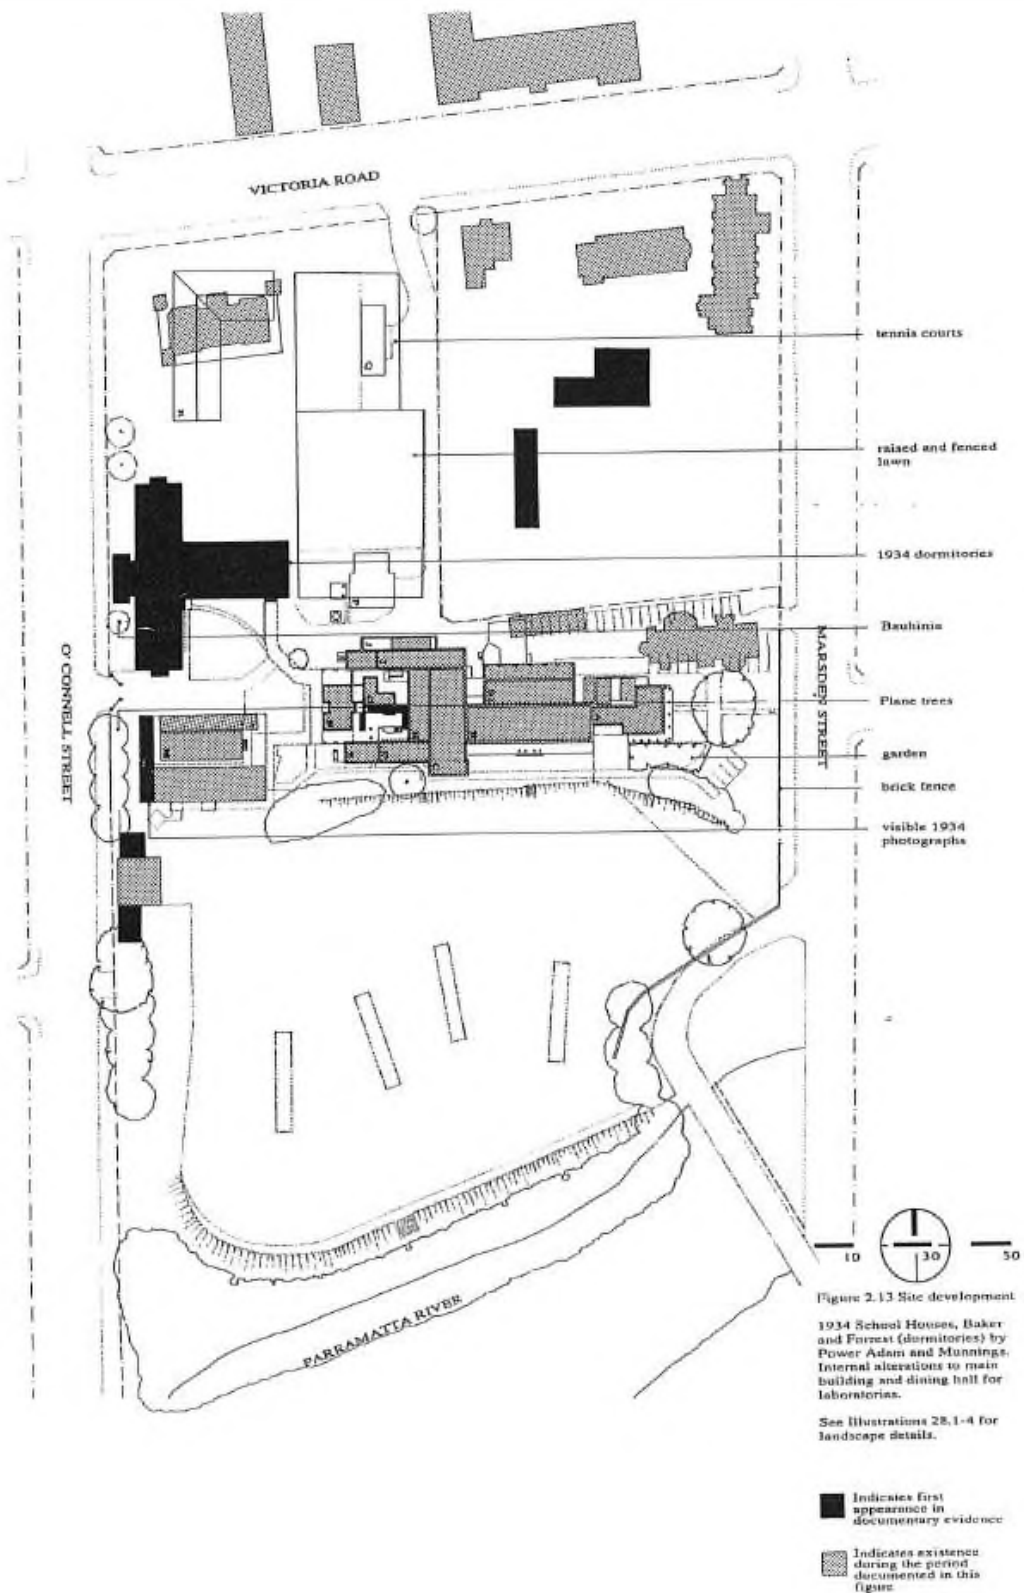 VICTORIA ROAD
tennis courts
raised and fenced
lawn
1934 dormitories
Bauhinia
O'CONNELL STREET
MARSDEN STREET
Plane trees
garden
brick fence
visible 1934
photographs
PARRAMATTA RIVER
10 30 50
Figure 2.13 Site development
1934 School Houses, Baker
and Forrest (dormitories) by
Power Adam and Munnings.
Internal alterations to main
building and dining hall for
laboratories.
See Illustrations 28.1-4 for
landscape details.
Indicates first
appearance in
documentary evidence
Indicates existence
during the period
documented in this
figure